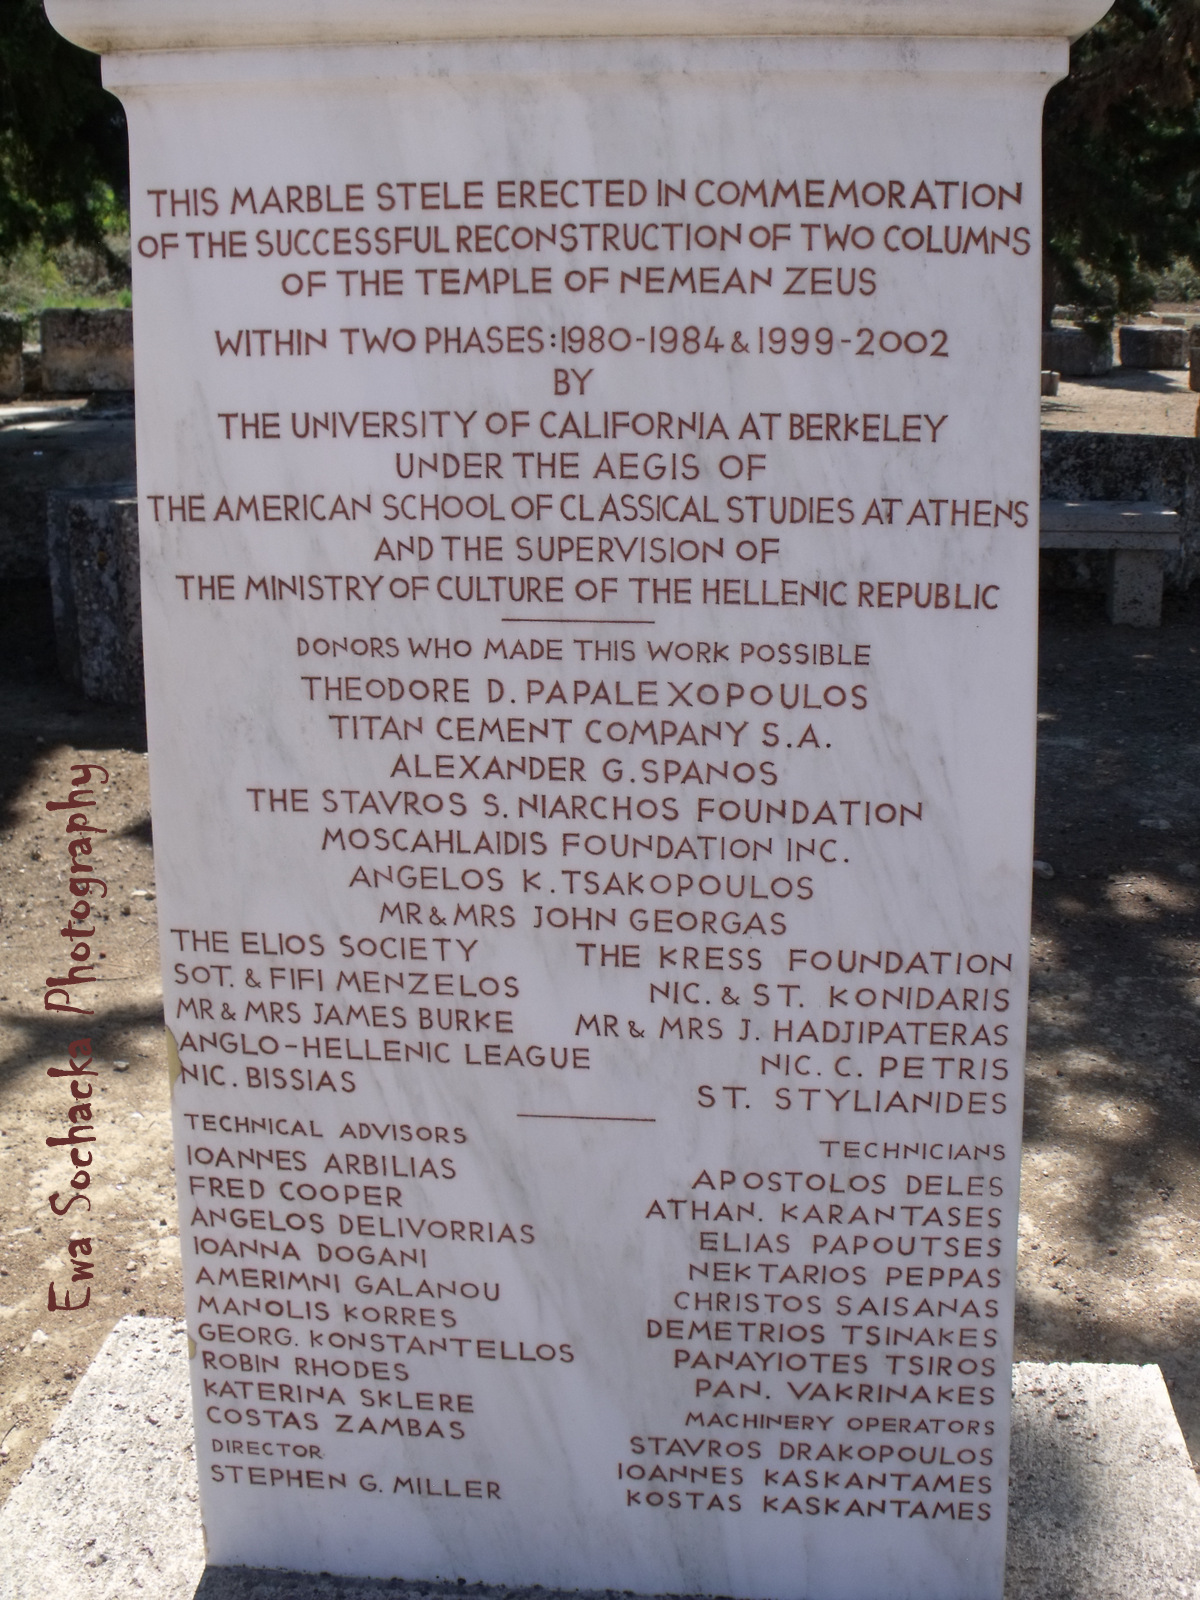 THIS MARBLE STELE ERECTED IN COMMEMORATION
OF THE SUCCESSFUL RECONSTRUCTION OF TWO COLUMNS
OF THE TEMPLE OF NEMEAN ZEUS
WITHIN TWO PHASES: 1980-1984 & 1999-2002
BY
THE UNIVERSITY OF CALIFORNIA AT BERKELEY
UNDER THE AEGIS OF
THE AMERICAN SCHOOL OF CLASSICAL STUDIES AT ATHENS
AND THE SUPERVISION OF
THE MINISTRY OF CULTURE OF THE HELLENIC REPUBLIC
DONORS WHO MADE THIS WORK POSSIBLE
THEODORE D. PAPALEXOPOULOS
TITAN CEMENT COMPANY S.A.
ALEXANDER G. SPANOS
THE STAVROS S. NIARCHOS FOUNDATION
MOSCAHLAIDIS FOUNDATION INC.
ANGELOS K. TSAKOPOULOS
MR & MRS JOHN GEORGAS
THE ELIOS SOCIETY
SOT. & FIFI MENZELOS
MR & MRS JAMES BURKE
ANGLO-HELLENIC LEAGUE
NIC. BISSIAS
THE KRESS FOUNDATION
NIC. & ST. KONIDARIS
MR & MRS J. HADJIPATERAS
NIC. C. PETRIS
ST. STYLIANIDES
TECHNICAL ADVISORS
IOANNES ARBILIAS
FRED COOPER
ANGELOS DELIVORRIAS
IOANNA DOGANI
AMERIMNI GALANOU
MANOLIS KORRES
GEORG. KONSTANTELLOS
ROBIN RHODES
KATERINA SKLERE
COSTAS ZAMBAS
DIRECTOR
STEPHEN G. MILLER
TECHNICIANS
APOSTOLOS DELES
ATHAN. KARANTASES
ELIAS PAPOUTSES
NEKTARIOS PEPPAS
CHRISTOS SAISANAS
DEMETRIOS TSINAKES
PANAYIOTES TSIROS
PAN. VAKRINAKES
MACHINERY OPERATORS
STAVROS DRAKOPOULOS
IOANNES KASKANTAMES
KOSTAS KASKANTAMES
Ewa Sochacka Photography